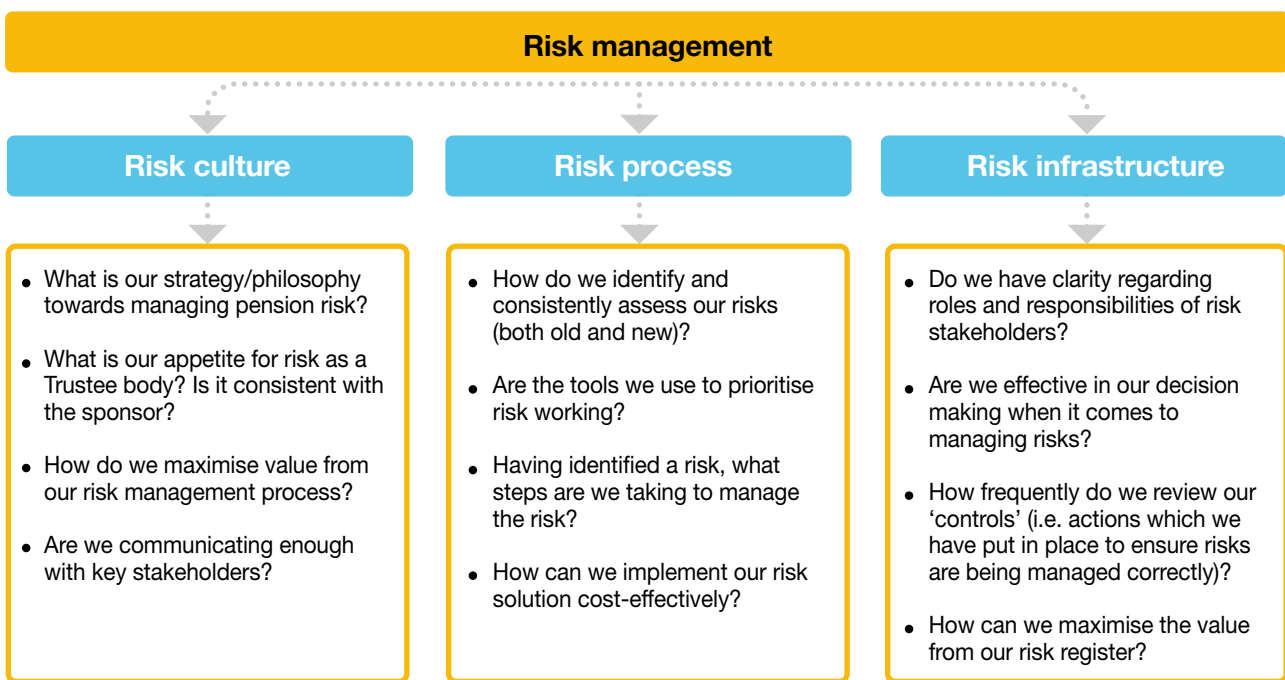 Risk management
Risk culture
• What is our strategy/philosophy
towards managing pension risk?
• What is our appetite for risk as a
Trustee body? Is it consistent with
the sponsor?
• How do we maximise value from
our risk management process?
• Are we communicating enough
with key stakeholders?
Risk process
• How do we identify and
consistently assess our risks
(both old and new)?
• Are the tools we use to prioritise
risk working?
• Having identified a risk, what
steps are we taking to manage
the risk?
• How can we implement our risk
solution cost-effectively?
Risk infrastructure
• Do we have clarity regarding
roles and responsibilities of risk
stakeholders?
• Are we effective in our decision
making when it comes to
managing risks?
• How frequently do we review our
‘controls’ (i.e. actions which we
have put in place to ensure risks
are being managed correctly)?
• How can we maximise the value
from our risk register?